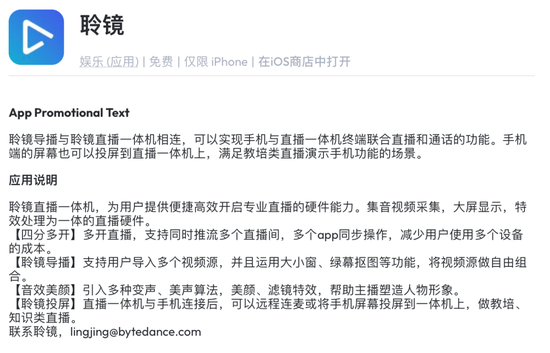 聆镜
娱乐 (应用) | 免费 | 仅限 iPhone | 在iOS商店中打开
App Promotional Text
聆镜导播与聆镜直播一体机相连，可以实现手机与直播一体机终端联合直播和通话的功能。手机
端的屏幕也可以投屏到直播一体机上，满足教培类直播演示手机功能的场景。
应用说明
聆镜直播一体机，为用户提供便捷高效开启专业直播的硬件能力。集音视频采集，大屏显示，特
效处理为一体的直播硬件。
【四分多开】多开直播，支持同时推流多个直播间，多个app同步操作，减少用户使用多个设备
的成本。
【聆镜导播】支持用户导入多个视频源，并且运用大小窗、绿幕抠图等功能，将视频源做自由组
合。
【音效美颜】引入多种变声、美声算法，美颜、滤镜特效，帮助主播塑造人物形象。
【聆镜投屏】直播一体机与手机连接后，可以远程连麦或将手机屏幕投屏到一体机上，做教培、
知识类直播。
联系聆镜，lingjing@bytedance.com